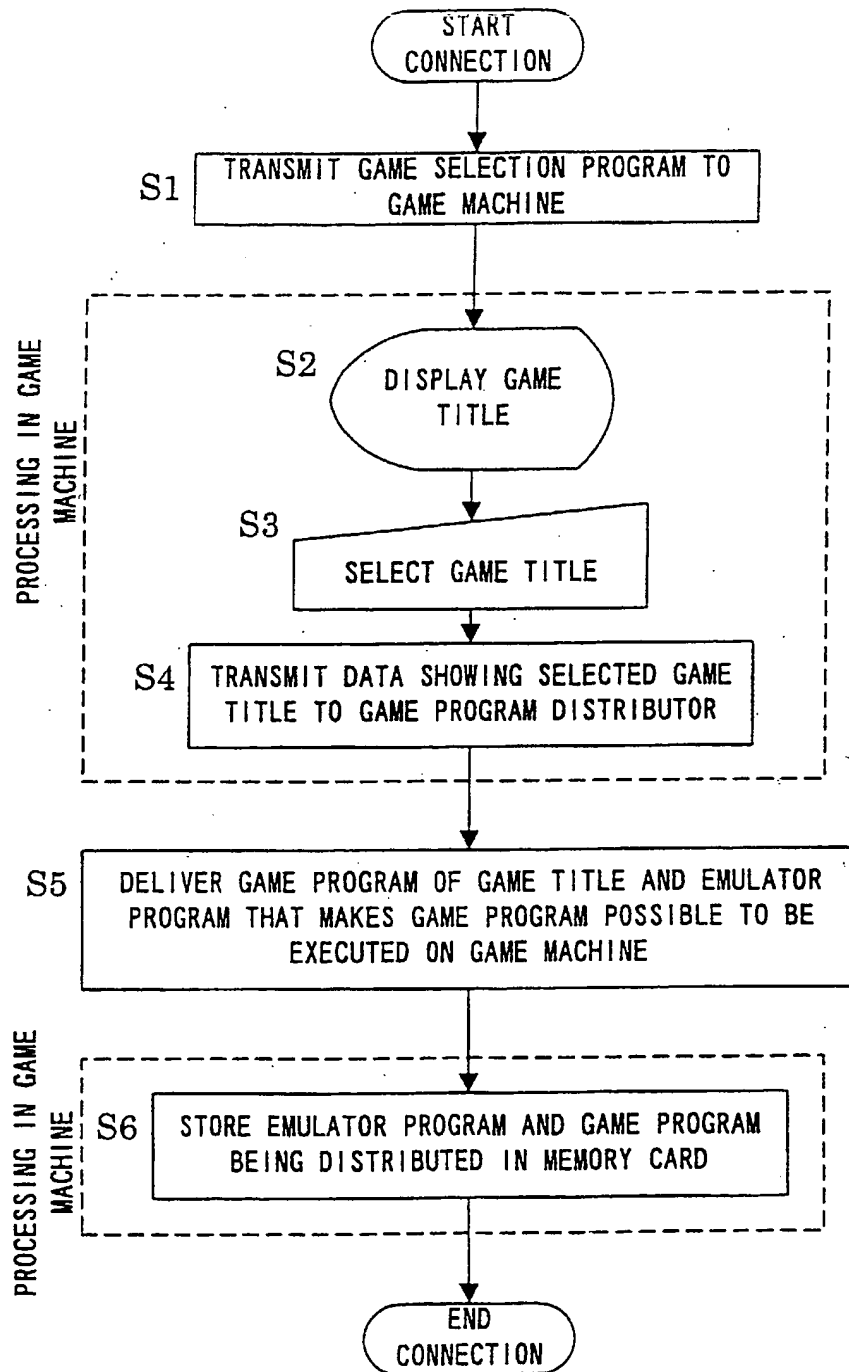 START
CONNECTION
S1
TRANSMIT GAME SELECTION PROGRAM TO
GAME MACHINE
PROCESSING IN GAME
MACHINE
S2
DISPLAY GAME
TITLE
S3
SELECT GAME TITLE
S4
TRANSMIT DATA SHOWING SELECTED GAME
TITLE TO GAME PROGRAM DISTRIBUTOR
S5
DELIVER GAME PROGRAM OF GAME TITLE AND EMULATOR
PROGRAM THAT MAKES GAME PROGRAM POSSIBLE TO BE
EXECUTED ON GAME MACHINE
PROCESSING IN GAME
MACHINE
S6
STORE EMULATOR PROGRAM AND GAME PROGRAM
BEING DISTRIBUTED IN MEMORY CARD
END
CONNECTION